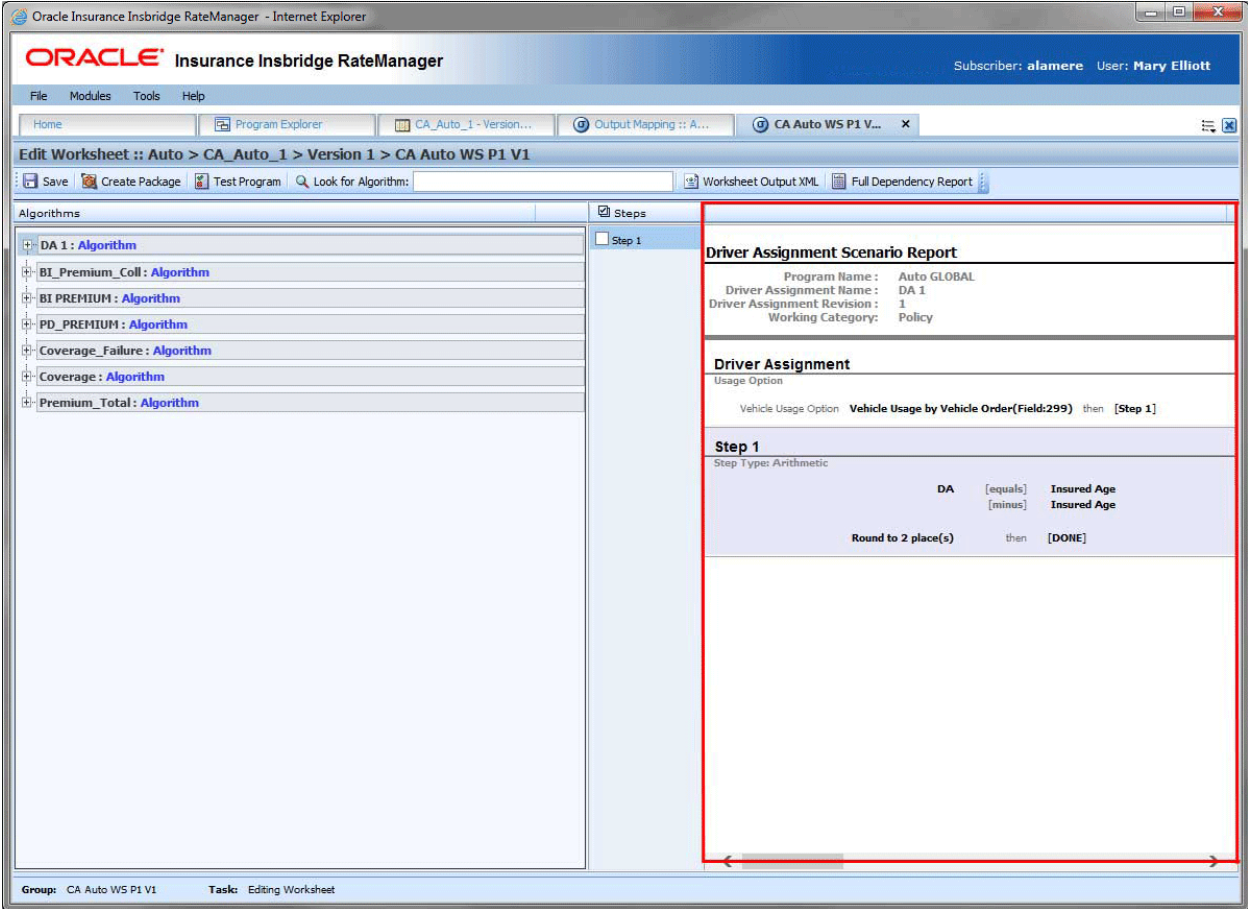 Oracle Insurance Insbridge RateManager - Internet Explorer
ORACLE® Insurance Insbridge RateManager
Subscriber: alamere User: Mary Elliott
File Modules Tools Help
Home Program Explorer CA_Auto_1 - Version... Output Mapping :: A... CA Auto WS P1 V... x
Edit Worksheet :: Auto > CA_Auto_1 > Version 1 > CA Auto WS P1 V1
Save Create Package Test Program Look for Algorithm: Worksheet Output XML Full Dependency Report
Algorithms Steps
DA 1 : Algorithm
BI_Premium_Coll : Algorithm
BI PREMIUM : Algorithm
PD_PREMIUM : Algorithm
Coverage_Failure : Algorithm
Coverage : Algorithm
Premium_Total : Algorithm
Step 1
Driver Assignment Scenario Report
Program Name : Auto GLOBAL
Driver Assignment Name : DA 1
Driver Assignment Revision : 1
Working Category: Policy
Driver Assignment
Usage Option
Vehicle Usage Option Vehicle Usage by Vehicle Order(Field:299) then [Step 1]
Step 1
Step Type: Arithmetic
DA [equals] Insured Age
[minus] Insured Age
Round to 2 place(s) then [DONE]
Group: CA Auto WS P1 V1 Task: Editing Worksheet